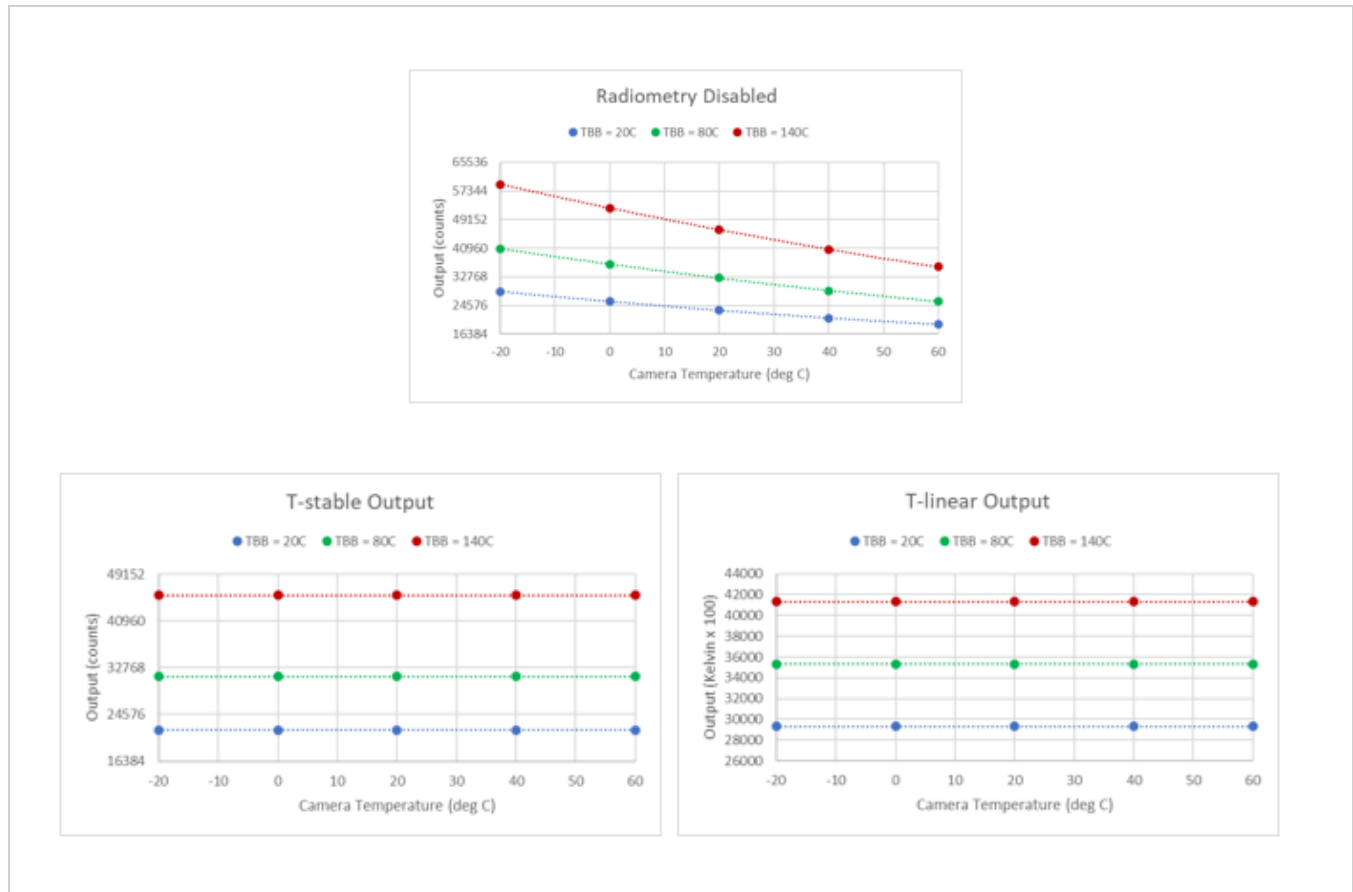 Radiometry Disabled
TBB = 20C TBB = 80C TBB = 140C
65536
57344
49152
40960
32768
24576
16384
Output (counts)
-20 -10 0 10 20 30 40 50 60
Camera Temperature (deg C)
T-stable Output
TBB = 20C TBB = 80C TBB = 140C
49152
40960
32768
24576
16384
Output (counts)
-20 -10 0 10 20 30 40 50 60
Camera Temperature (deg C)
T-linear Output
TBB = 20C TBB = 80C TBB = 140C
44000
42000
40000
38000
36000
34000
32000
30000
28000
26000
Output (Kelvin x 100)
-20 -10 0 10 20 30 40 50 60
Camera Temperature (deg C)